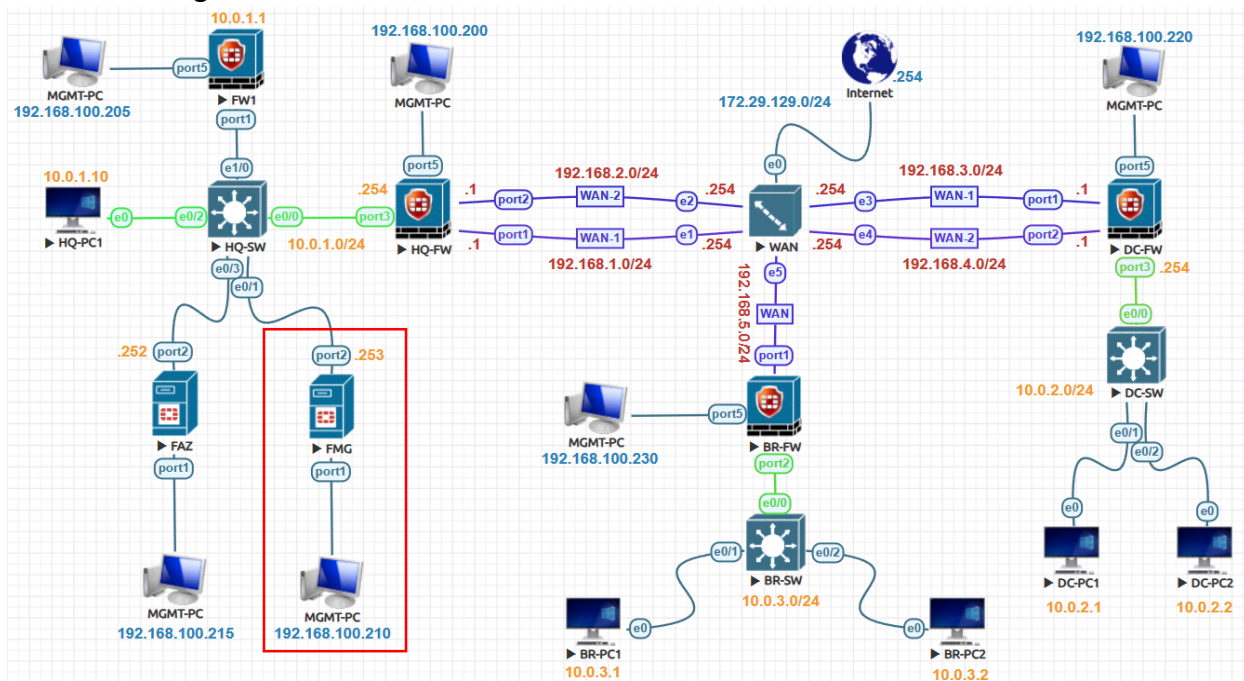 10.0.1.1
192.168.100.200
192.168.100.220
port5
MGMT-PC
192.168.100.205
FW1
port1
MGMT-PC
port5
Internet
.254
172.29.129.0/24
MGMT-PC
port5
10.0.1.10
e0
HQ-PC1
e0/2
e1/0
e0/0
HQ-SW
10.0.1.0/24
.254
port3
HQ-FW
.1
port2
192.168.2.0/24
WAN-2
e2
.254
.1
port1
WAN-1
192.168.1.0/24
e1
.254
e0
WAN
.254
e3
192.168.3.0/24
WAN-1
port1
.1
.254
e4
WAN-2
192.168.4.0/24
port2
.1
DC-FW
port3
.254
e0/3
e0/1
e5
192.168.5.0/24
WAN
port1
e0/0
.252
port2
port2
.253
FAZ
FMG
port1
port1
MGMT-PC
192.168.100.215
MGMT-PC
192.168.100.210
port5
MGMT-PC
192.168.100.230
BR-FW
port2
e0/0
e0/1
e0/2
BR-SW
10.0.3.0/24
e0
BR-PC1
10.0.3.1
e0
BR-PC2
10.0.3.2
10.0.2.0/24
DC-SW
e0/1
e0/2
e0
e0
DC-PC1
DC-PC2
10.0.2.1
10.0.2.2